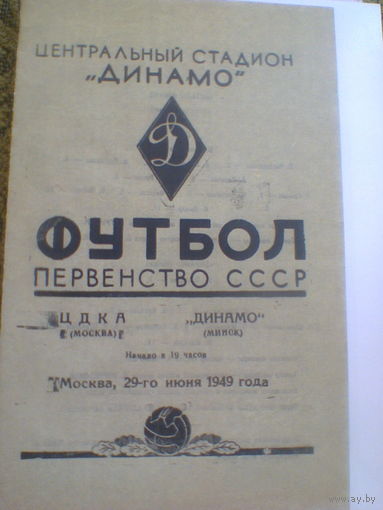 ЦЕНТРАЛЬНЫЙ СТАДИОН
„ДИНАМО"
Д
ФУТБОЛ
ПЕРВЕНСТВО СССР
ЦДКА „ДИНАМО"
(МОСКВА) (МИНСК)
Начало в 19 часов
Москва, 29-го июня 1949 года
www.ay.by